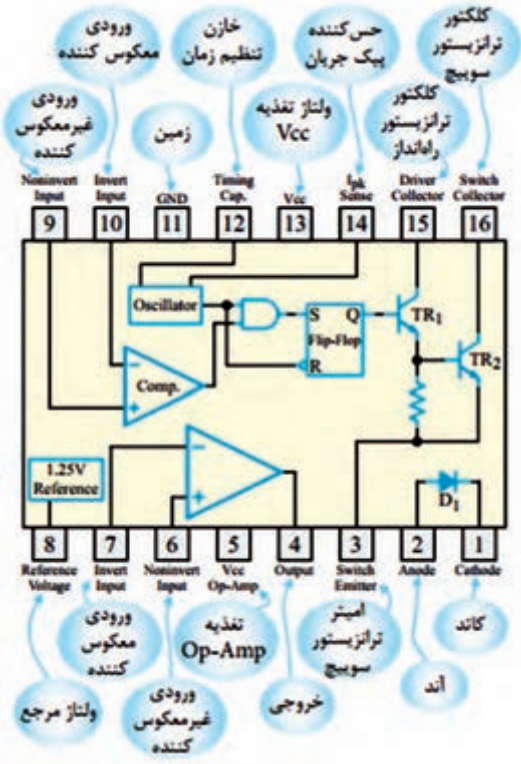 ورودی
معکوس کننده
خازن
تنظیم زمان
حس‌کننده
پیک جریان
کلکتور
ترانزیستور
سوییچ
ورودی
غیرمعکوس
کننده
زمین
ولتاژ تغذیه
Vcc
کلکتور
ترانزیستور
راه‌انداز
Noninvert
Input
Invert
Input
GND
Timing
Cap.
Vcc
Ipk
Sense
Driver
Collector
Switch
Collector
9
10
11
12
13
14
15
16
Oscillator
S
Q
Flip-Flop
R
TR1
TR2
Comp.
−
+
−
+
1.25V
Reference
D1
8
7
6
5
4
3
2
1
Reference
Voltage
Invert
Input
Noninvert
Input
Vcc
Op-Amp
Output
Switch
Emitter
Anode
Cathode
ورودی
معکوس
کننده
تغذیه
Op-Amp
امیتر
ترانزیستور
سوییچ
کاتد
ولتاژ مرجع
ورودی
غیرمعکوس
کننده
خروجی
آند